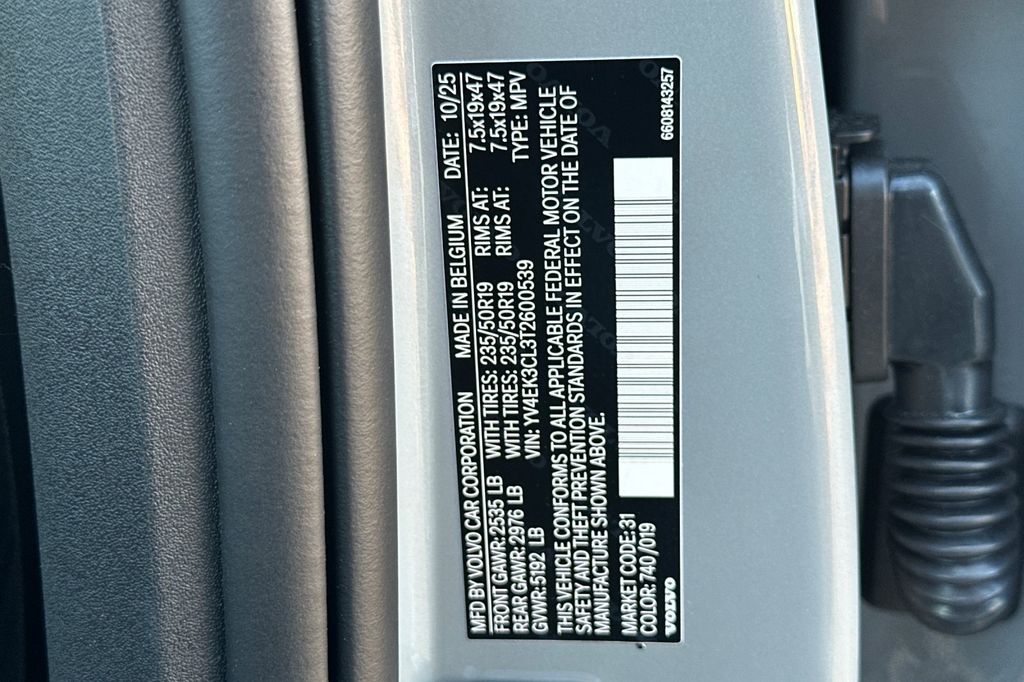 MFD BY VOLVO CAR CORPORATION MADE IN BELGIUM DATE: 10/25
FRONT GAWR:2535 LB WITH TIRES: 235/50R19 RIMS AT: 7.5x19x47
REAR GAWR:2976 LB WITH TIRES: 235/50R19 RIMS AT: 7.5x19x47
GVWR:5192 LB VIN: YV4EK3CL3T2600539 TYPE: MPV
THIS VEHICLE CONFORMS TO ALL APPLICABLE FEDERAL MOTOR VEHICLE
SAFETY AND THEFT PREVENTION STANDARDS IN EFFECT ON THE DATE OF
MANUFACTURE SHOWN ABOVE.
MARKET CODE:31
COLOR:740/019
VOLVO
6608143257